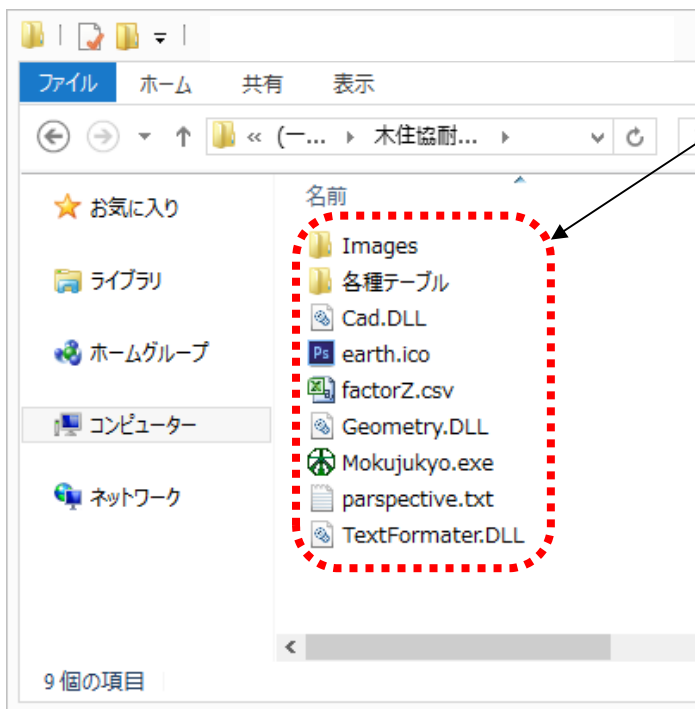 ファイル ホーム 共有 表示
« (一... 木住協耐...
名前
お気に入り
ライブラリ
ホームグループ
コンピューター
ネットワーク
Images
各種テーブル
Cad.DLL
Ps earth.ico
factorZ.csv
Geometry.DLL
Mokujukyo.exe
parspective.txt
TextFormater.DLL
9 個の項目